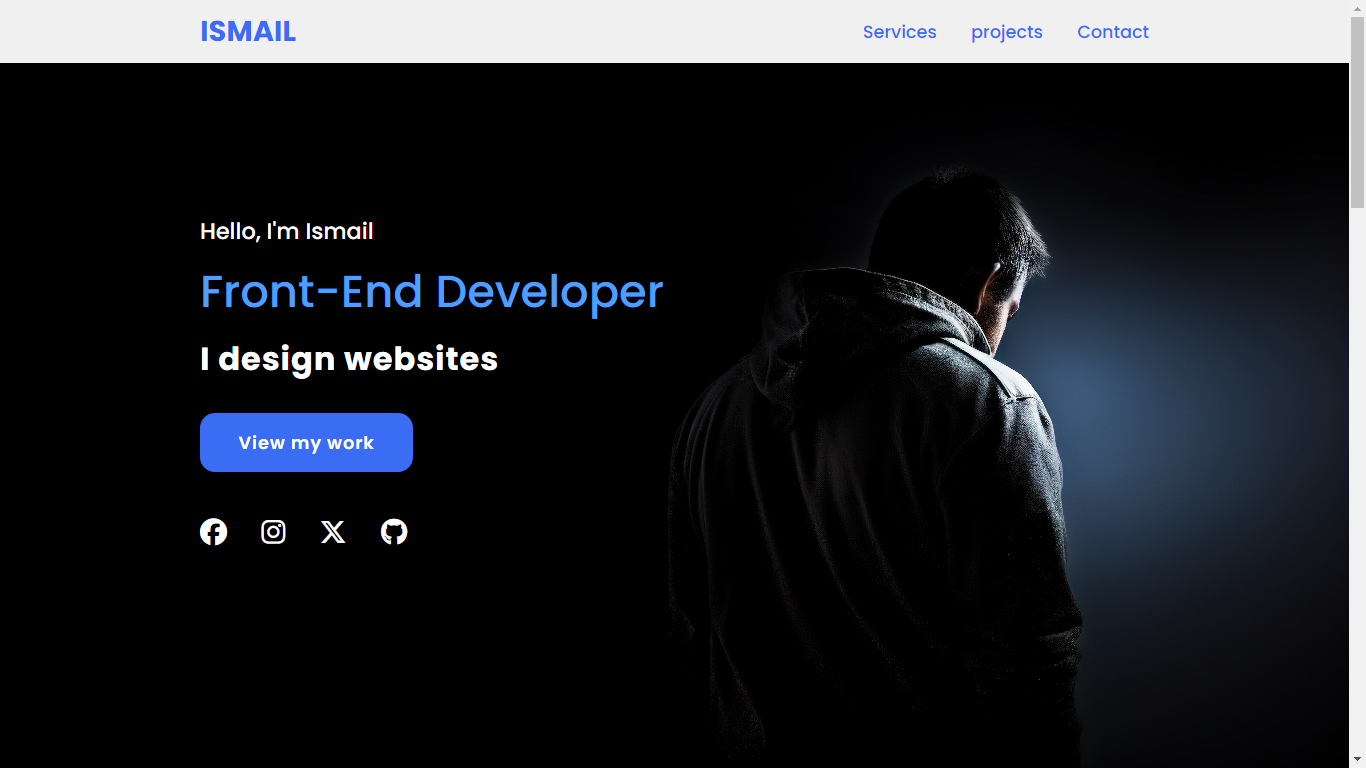 ISMAIL
Services projects Contact
Hello, I'm Ismail
Front-End Developer
I design websites
View my work